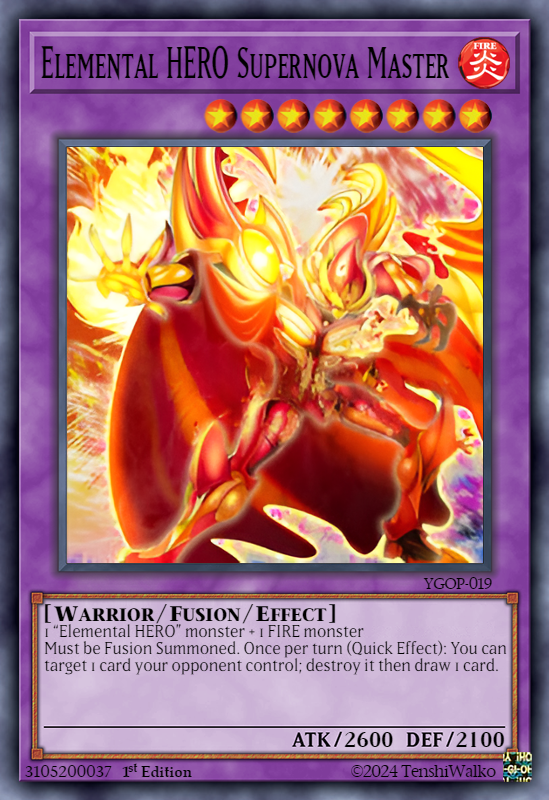 Elemental HERO Supernova Master
FIRE
炎
YGOP-019
[Warrior/Fusion/Effect]
1 “Elemental HERO” monster + 1 FIRE monster
Must be Fusion Summoned. Once per turn (Quick Effect): You can
target 1 card your opponent control; destroy it then draw 1 card.
ATK/2600 DEF/2100
3105200037 1st Edition ©2024 TenshiWalko